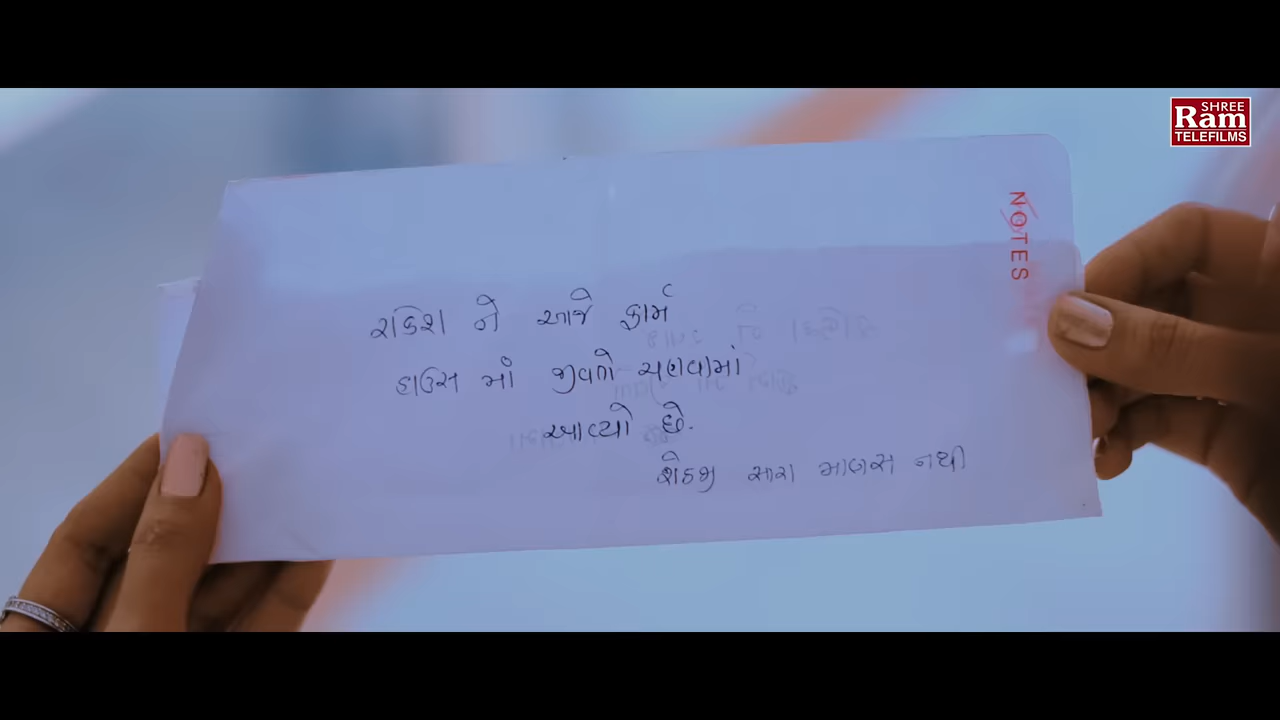 SHREE
Ram
TELEFILMS
NOTES
રાકેશ ને આજે ફાર્મ
હાઉસ માં જીવતો ચણવામાં
આવ્યો છે.
શેઠજી સારા માણસ નથી